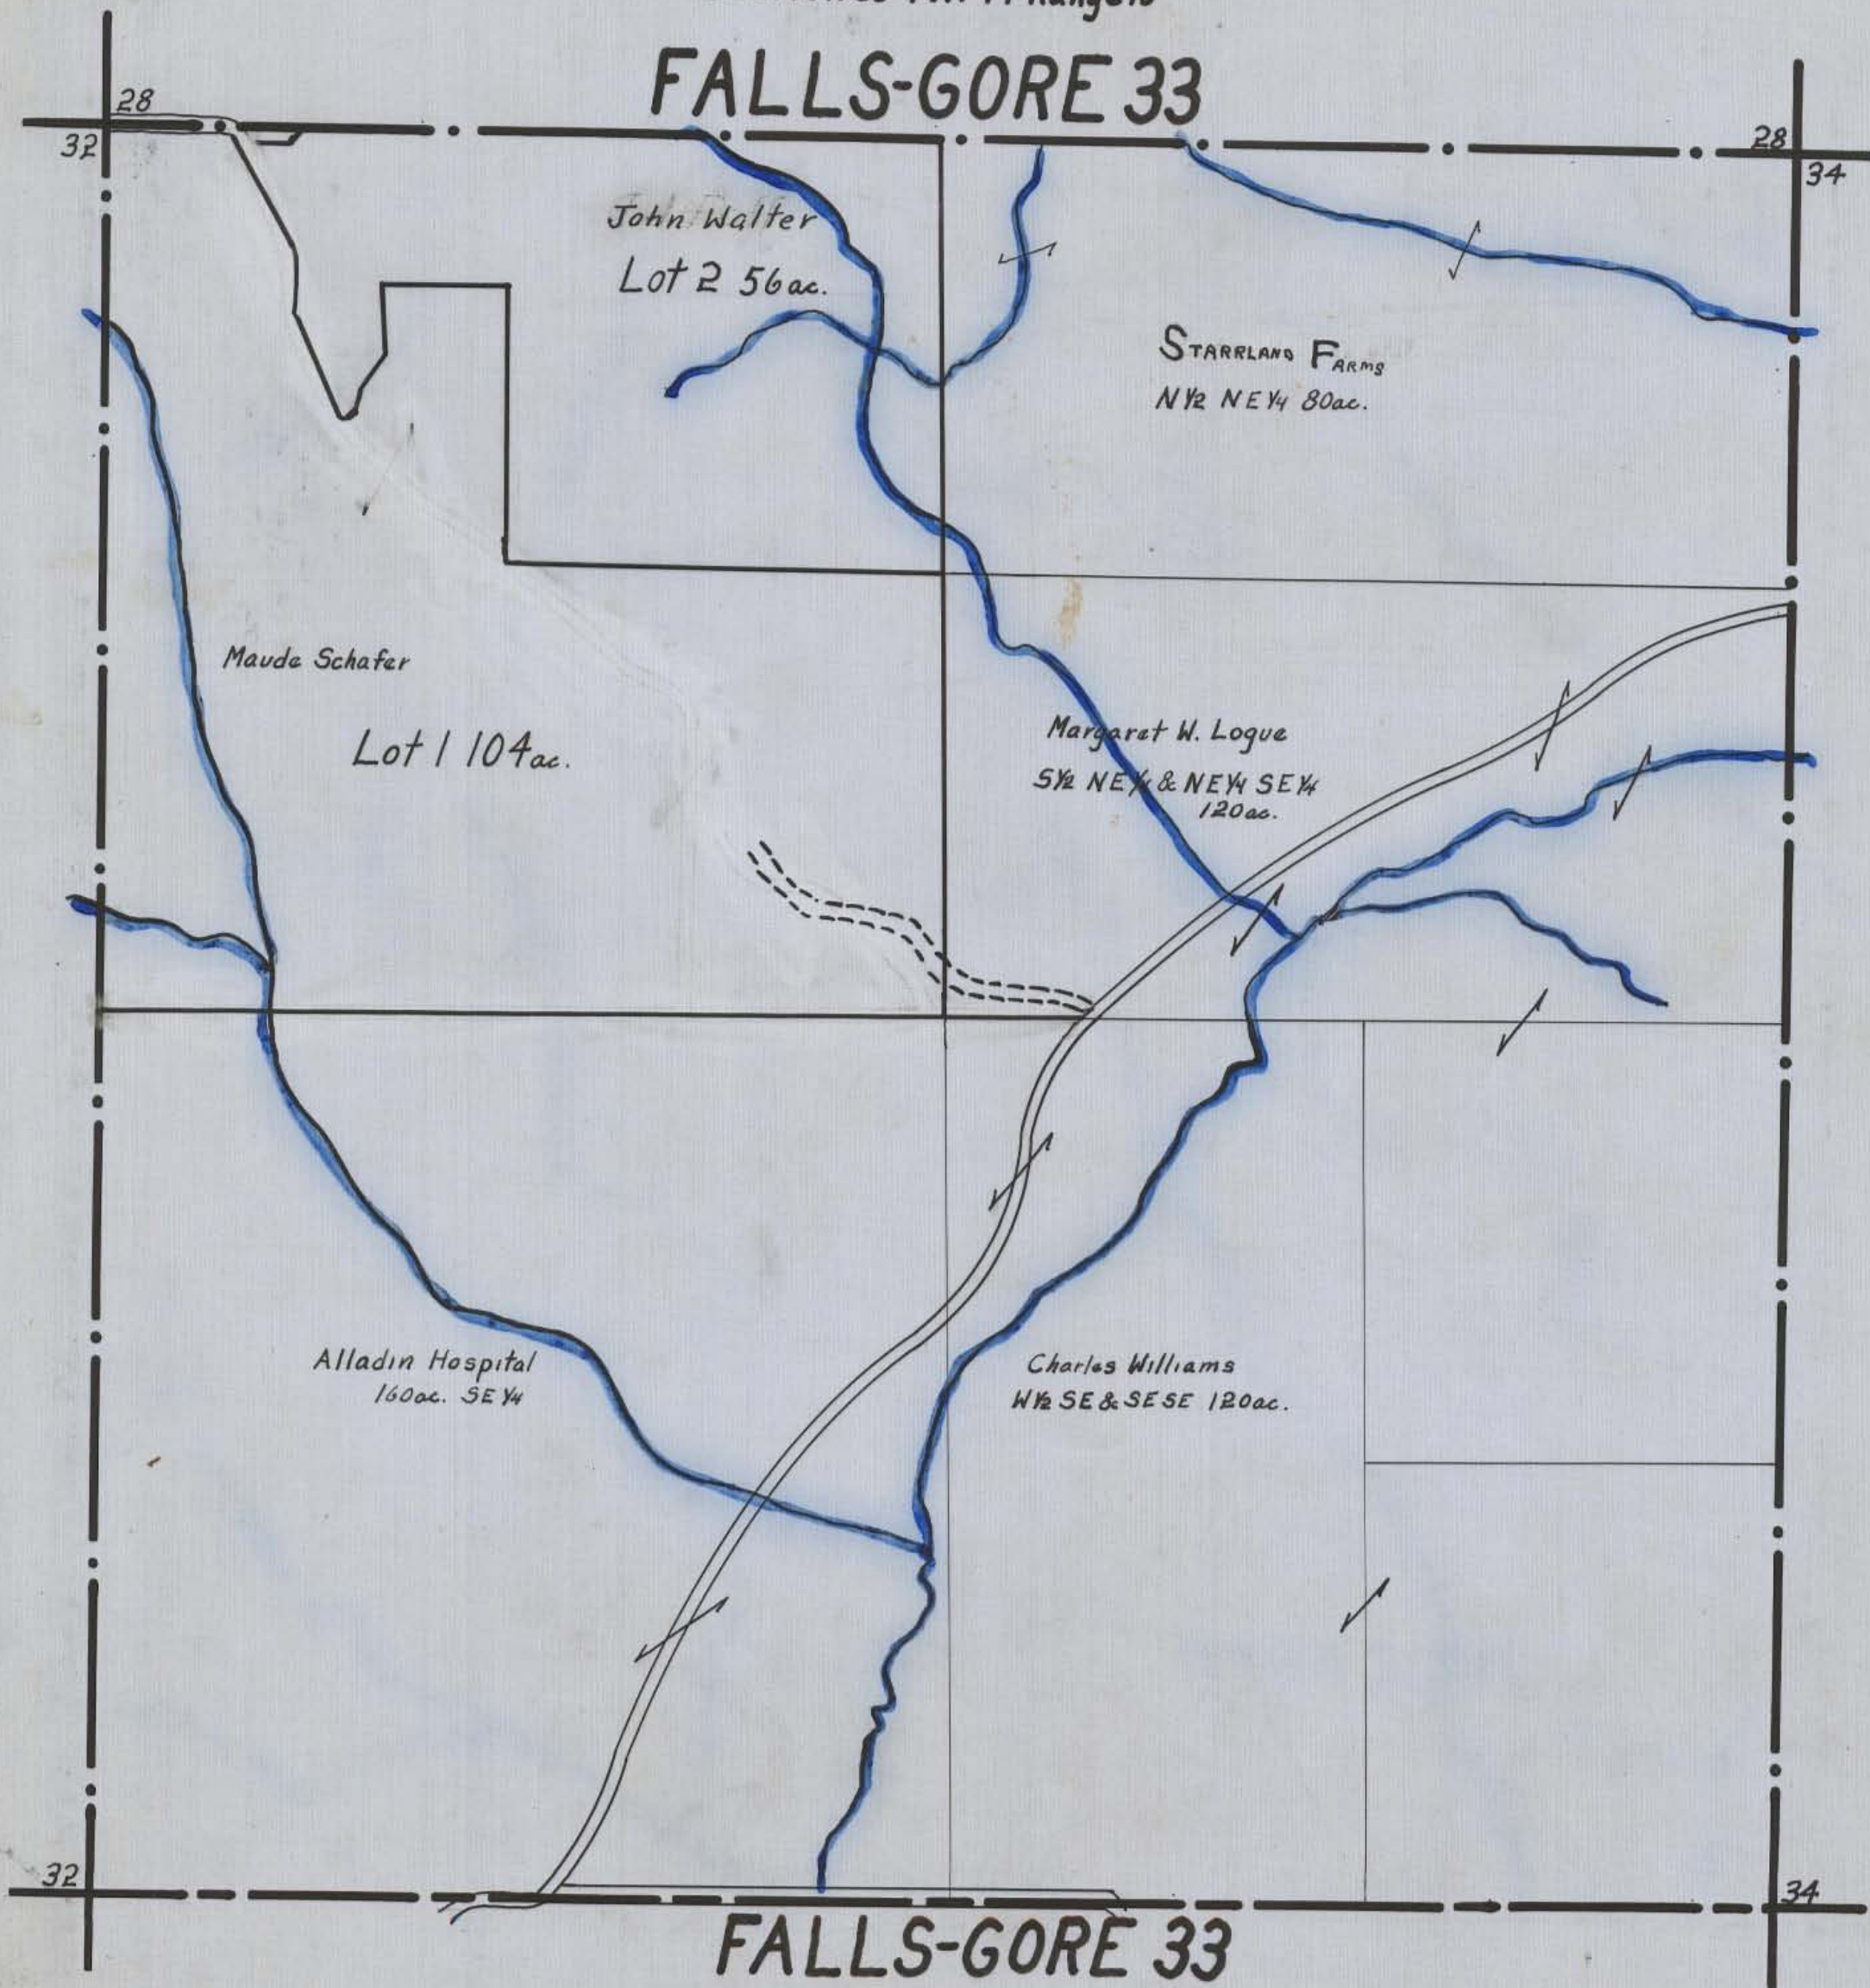 FALLS-GORE 33
28
32
28
34
John Walter
Lot 2 56ac.
STARRLAND FARMS
N½ NE¼ 80ac.
Maude Schafer
Lot 1 104ac.
Margaret W. Logue
S½ NE¼ & NE¼ SE¼
120ac.
Alladin Hospital
160ac. SE¼
Charles Williams
W½ SE & SESE 120ac.
32
34
FALLS-GORE 33